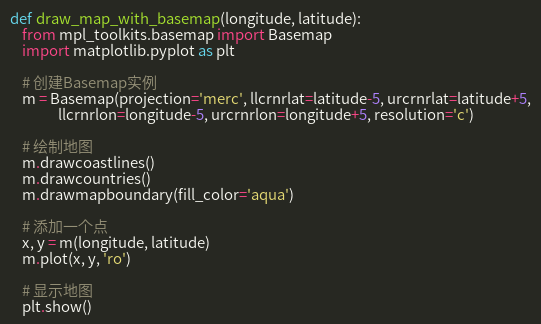 def draw_map_with_basemap(longitude, latitude):
from mpl_toolkits.basemap import Basemap
import matplotlib.pyplot as plt
# 创建Basemap实例
m = Basemap(projection='merc', llcrnrlat=latitude-5, urcrnrlat=latitude+5,
llcrnrlon=longitude-5, urcrnrlon=longitude+5, resolution='c')
# 绘制地图
m.drawcoastlines()
m.drawcountries()
m.drawmapboundary(fill_color='aqua')
# 添加一个点
x, y = m(longitude, latitude)
m.plot(x, y, 'ro')
# 显示地图
plt.show()